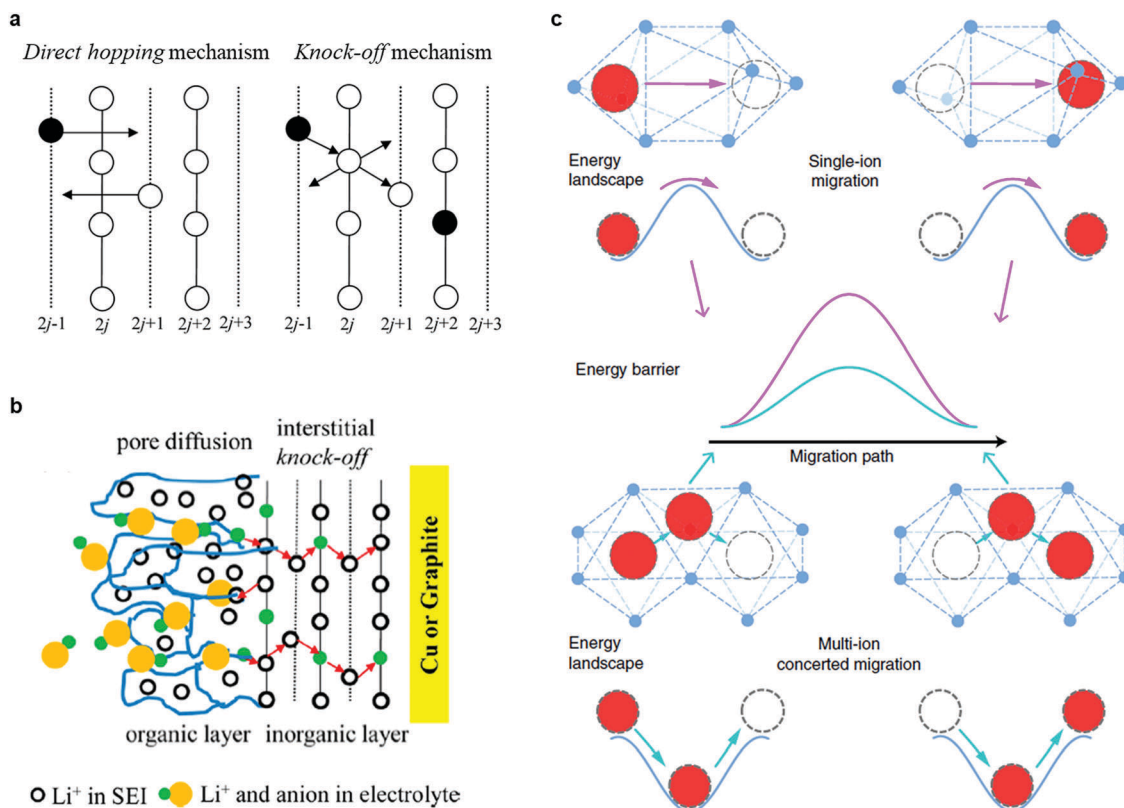 a
Direct hopping mechanism
Knock-off mechanism
2j-1 2j 2j+1 2j+2 2j+3
2j-1 2j 2j+1 2j+2 2j+3
b
pore diffusion
interstitial
knock-off
Cu or Graphite
organic layer inorganic layer
Li⁺ in SEI
Li⁺ and anion in electrolyte
c
Energy
landscape
Single-ion
migration
Energy barrier
Migration path
Energy
landscape
Multi-ion
concerted migration